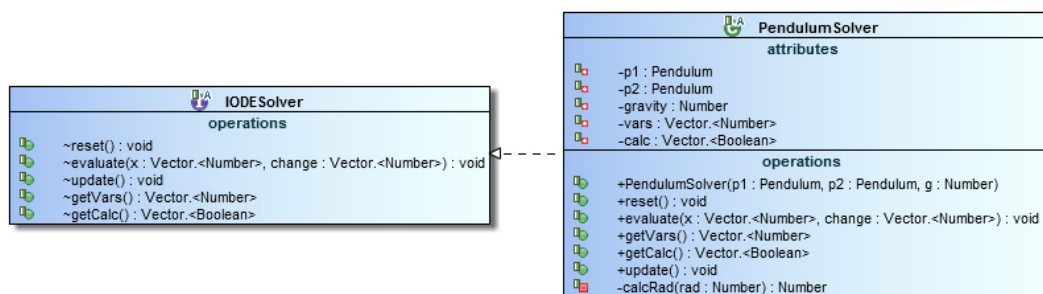 IODESolver
operations
~reset() : void
~evaluate(x : Vector.<Number>, change : Vector.<Number>) : void
~update() : void
~getVars() : Vector.<Number>
~getCalc() : Vector.<Boolean>
PendulumSolver
attributes
-p1 : Pendulum
-p2 : Pendulum
-gravity : Number
-vars : Vector.<Number>
-calc : Vector.<Boolean>
operations
+PendulumSolver(p1 : Pendulum, p2 : Pendulum, g : Number)
+reset() : void
+evaluate(x : Vector.<Number>, change : Vector.<Number>) : void
+getVars() : Vector.<Number>
+getCalc() : Vector.<Boolean>
+update() : void
-calcRad(rad : Number) : Number